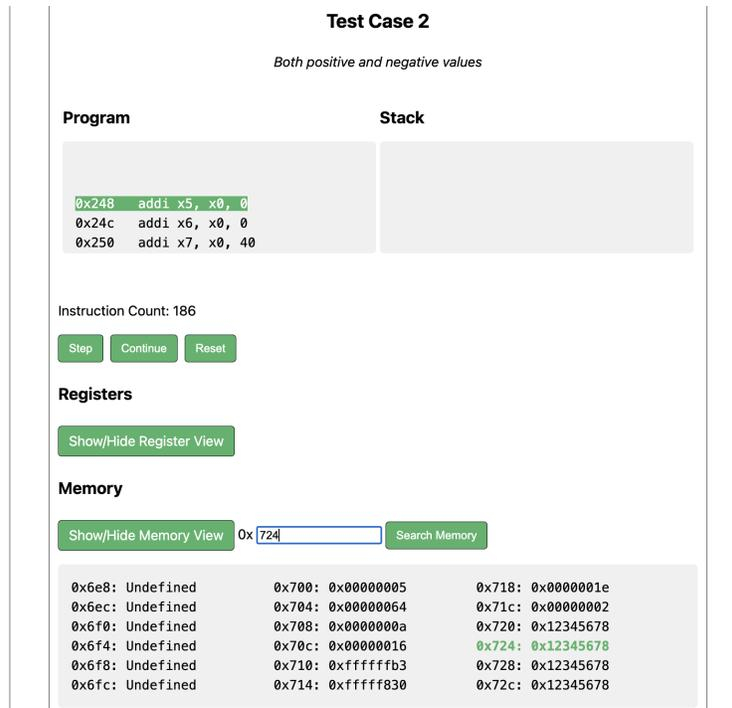 Test Case 2
Both positive and negative values
Program Stack
0x248 addi x5, x0, 0
0x24c addi x6, x0, 0
0x250 addi x7, x0, 40
Instruction Count: 186
Step Continue Reset
Registers
Show/Hide Register View
Memory
Show/Hide Memory View 0x 724 Search Memory
0x6e8: Undefined 0x700: 0x00000005 0x718: 0x0000001e
0x6ec: Undefined 0x704: 0x00000064 0x71c: 0x00000002
0x6f0: Undefined 0x708: 0x0000000a 0x720: 0x12345678
0x6f4: Undefined 0x70c: 0x00000016 0x724: 0x12345678
0x6f8: Undefined 0x710: 0xffffffb3 0x728: 0x12345678
0x6fc: Undefined 0x714: 0xfffff830 0x72c: 0x12345678